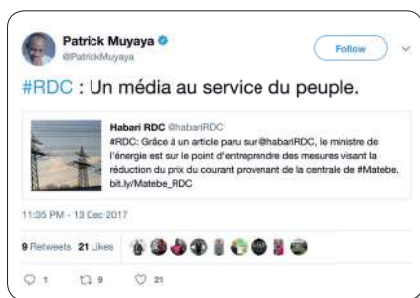 Patrick Muyaya
@PatrickMuyaya
Follow
#RDC : Un média au service du peuple.
Habari RDC @habariRDC
#RDC: Grâce à un article paru sur@habariRDC, le ministre de
l'énergie est sur le point d'entreprendre des mesures visant la
réduction du prix du courant provenant de la centrale de #Matebe.
bit.ly/Matebe_RDC
11:35 PM - 13 Dec 2017
9 Retweets 21 Likes
1 9 21